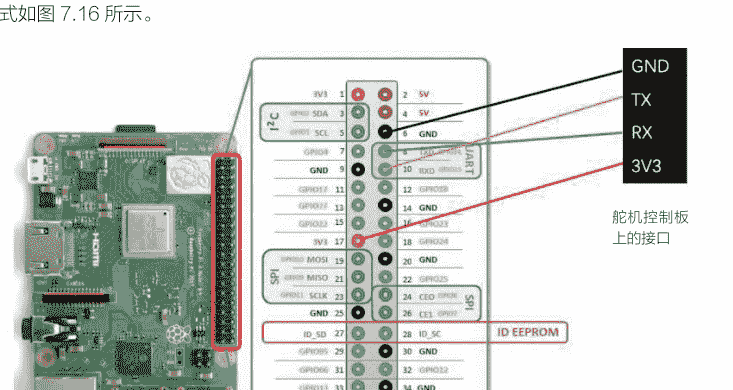 式如图 7.16 所示。
GND
TX
RX
3V3
舵机控制板
上的接口
3V3 1 2 5V
SDA 3 4 5V
I²C
SCL 5 6 GND
7 8 TXD
UART
GND 9 10 RXD
GPIO17 11 12 GPIO18
GPIO27 13 14 GND
GPIO22 15 16 GPIO23
3V3 17 18 GPIO24
SPI
MOSI 19 20 GND
MISO 21 22 GPIO25
SCLK 23 24 CE0
SPI
GND 25 26 CE1
ID_SD 27 28 ID_SC ID EEPROM
29 30 GND
31 32 GPIO12
33 34 GND
HDMI